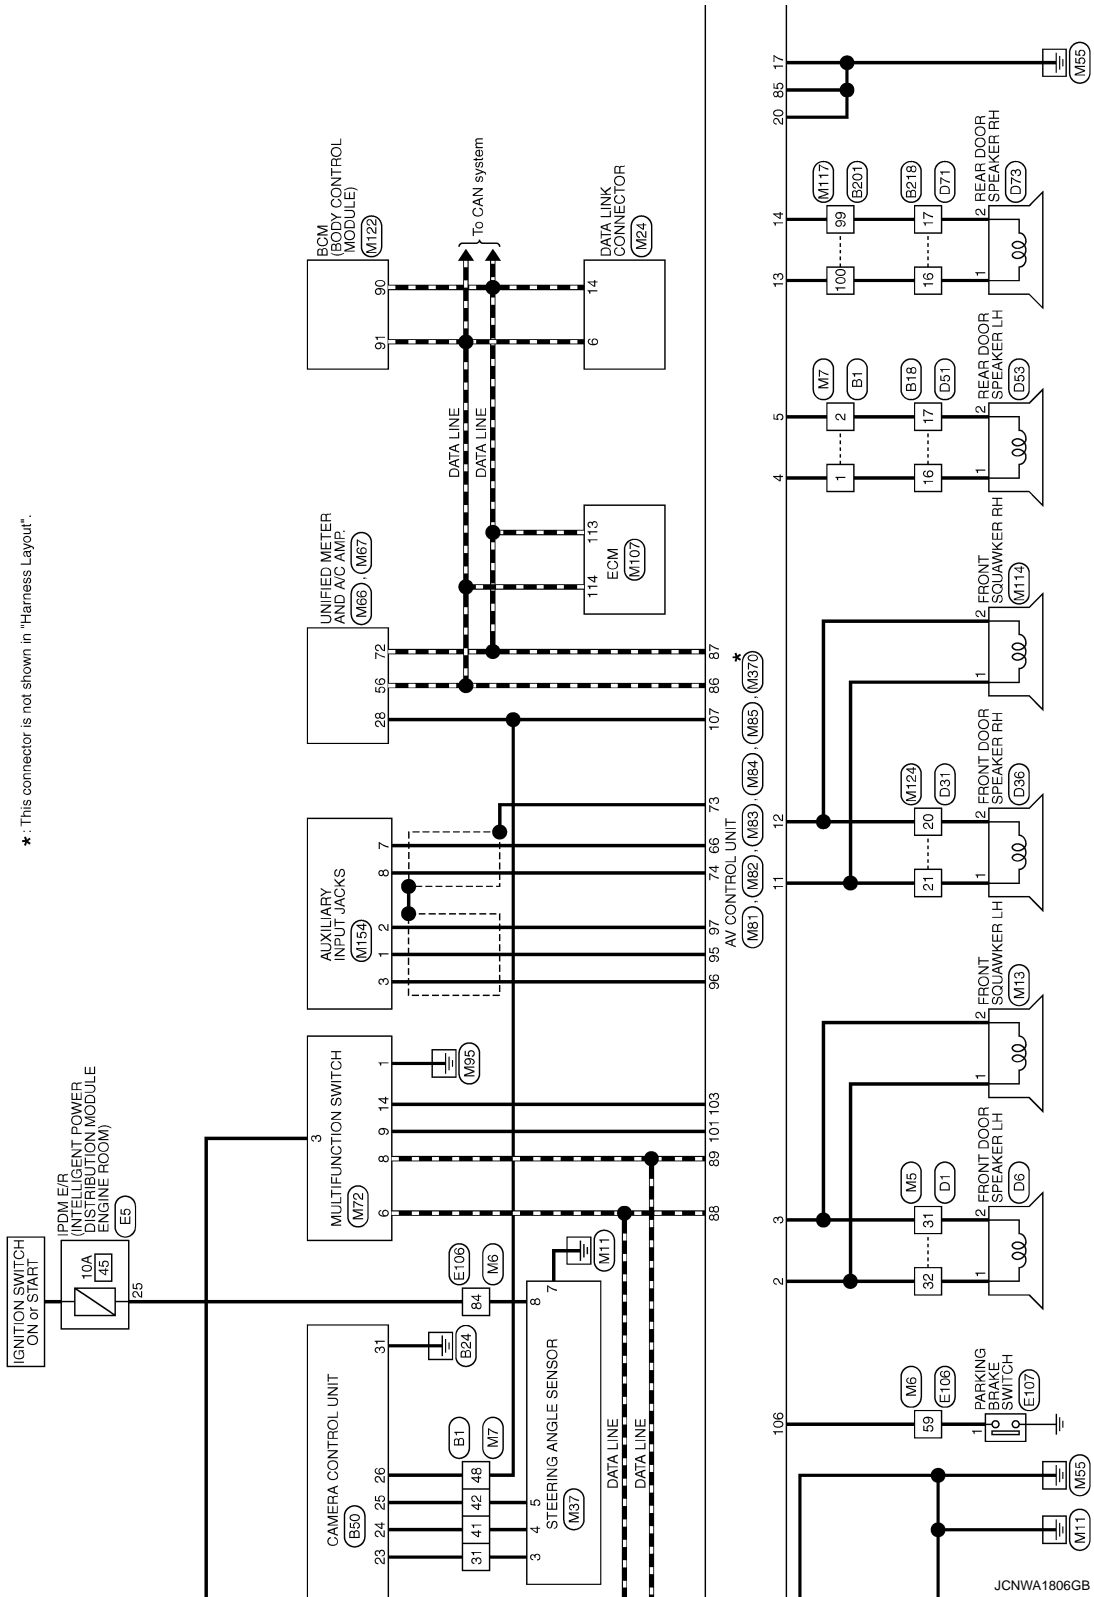 * : This connector is not shown in "Harness Layout".
IGNITION SWITCH
ON or START
10A
45
25
IPDM E/R
(INTELLIGENT POWER
DISTRIBUTION MODULE
ENGINE ROOM)
E5
CAMERA CONTROL UNIT
B50
23
24
25
26
31
B24
31
41
42
48
B1
M7
84
E106
M6
3
4
5
8
7
STEERING ANGLE SENSOR
M37
M11
DATA LINE
DATA LINE
MULTIFUNCTION SWITCH
M72
3
6
8
9
14
1
M95
88
89
101
103
AUXILIARY
INPUT JACKS
M154
3
1
2
8
7
96
95
97
74
66
73
UNIFIED METER
AND A/C AMP.
M66 , M67
28
56
72
107
86
87
AV CONTROL UNIT
M81 , M82 , M83 , M84 , M85 , M370 *
ECM
M107
114
113
DATA LINE
DATA LINE
BCM
(BODY CONTROL
MODULE)
M122
91
90
To CAN system
DATA LINK
CONNECTOR
M24
6
14
M11
M55
106
59
M6
E106
1
PARKING
BRAKE
SWITCH
E107
2
3
32
31
M5
D1
1
2
FRONT DOOR
SPEAKER LH
D6
1
2
FRONT
SQUAWKER LH
M13
11
12
21
20
M124
D31
1
2
FRONT DOOR
SPEAKER RH
D36
1
2
FRONT
SQUAWKER RH
M114
4
5
1
2
M7
B1
16
17
B18
D51
1
2
REAR DOOR
SPEAKER LH
D53
13
14
100
99
M117
B201
16
17
B218
D71
1
2
REAR DOOR
SPEAKER RH
D73
20
85
17
M55
JCNWA1806GB